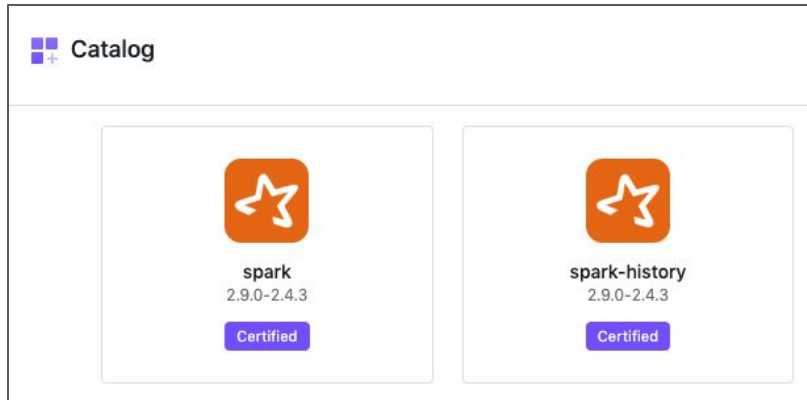 Catalog
spark
2.9.0-2.4.3
Certified
spark-history
2.9.0-2.4.3
Certified